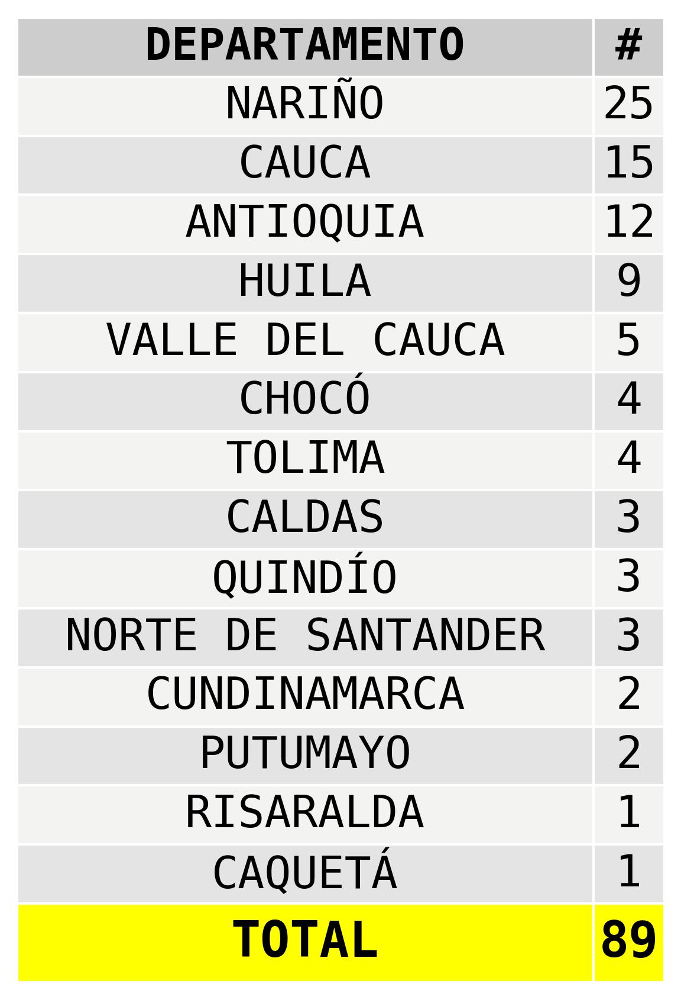 DEPARTAMENTO #
NARIÑO 25
CAUCA 15
ANTIOQUIA 12
HUILA 9
VALLE DEL CAUCA 5
CHOCÓ 4
TOLIMA 4
CALDAS 3
QUINDÍO 3
NORTE DE SANTANDER 3
CUNDINAMARCA 2
PUTUMAYO 2
RISARALDA 1
CAQUETÁ 1
TOTAL 89